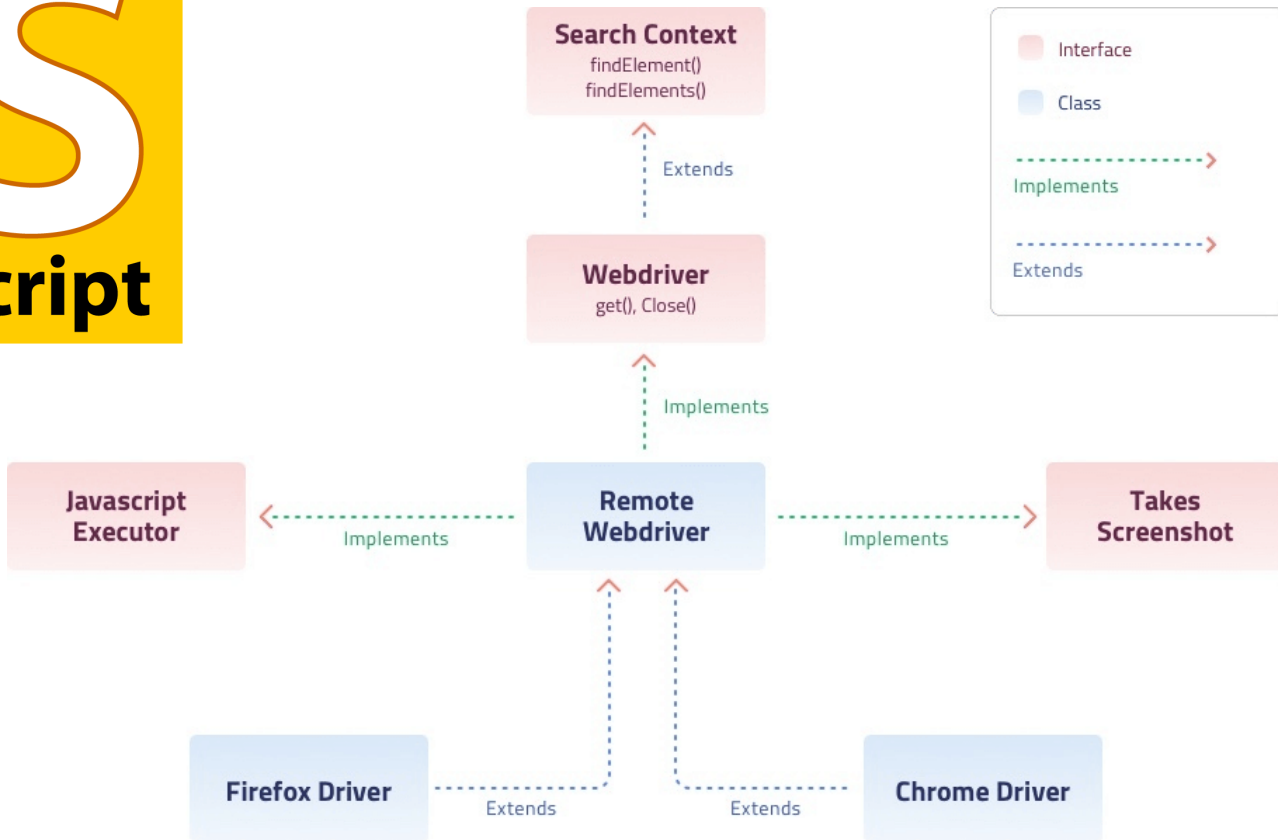 S
cript
Search Context
findElement()
findElements()
Interface
Class
Implements
Extends
Extends
Webdriver
get(), Close()
Implements
Javascript
Executor
Implements
Remote
Webdriver
Implements
Takes
Screenshot
Firefox Driver
Extends
Extends
Chrome Driver